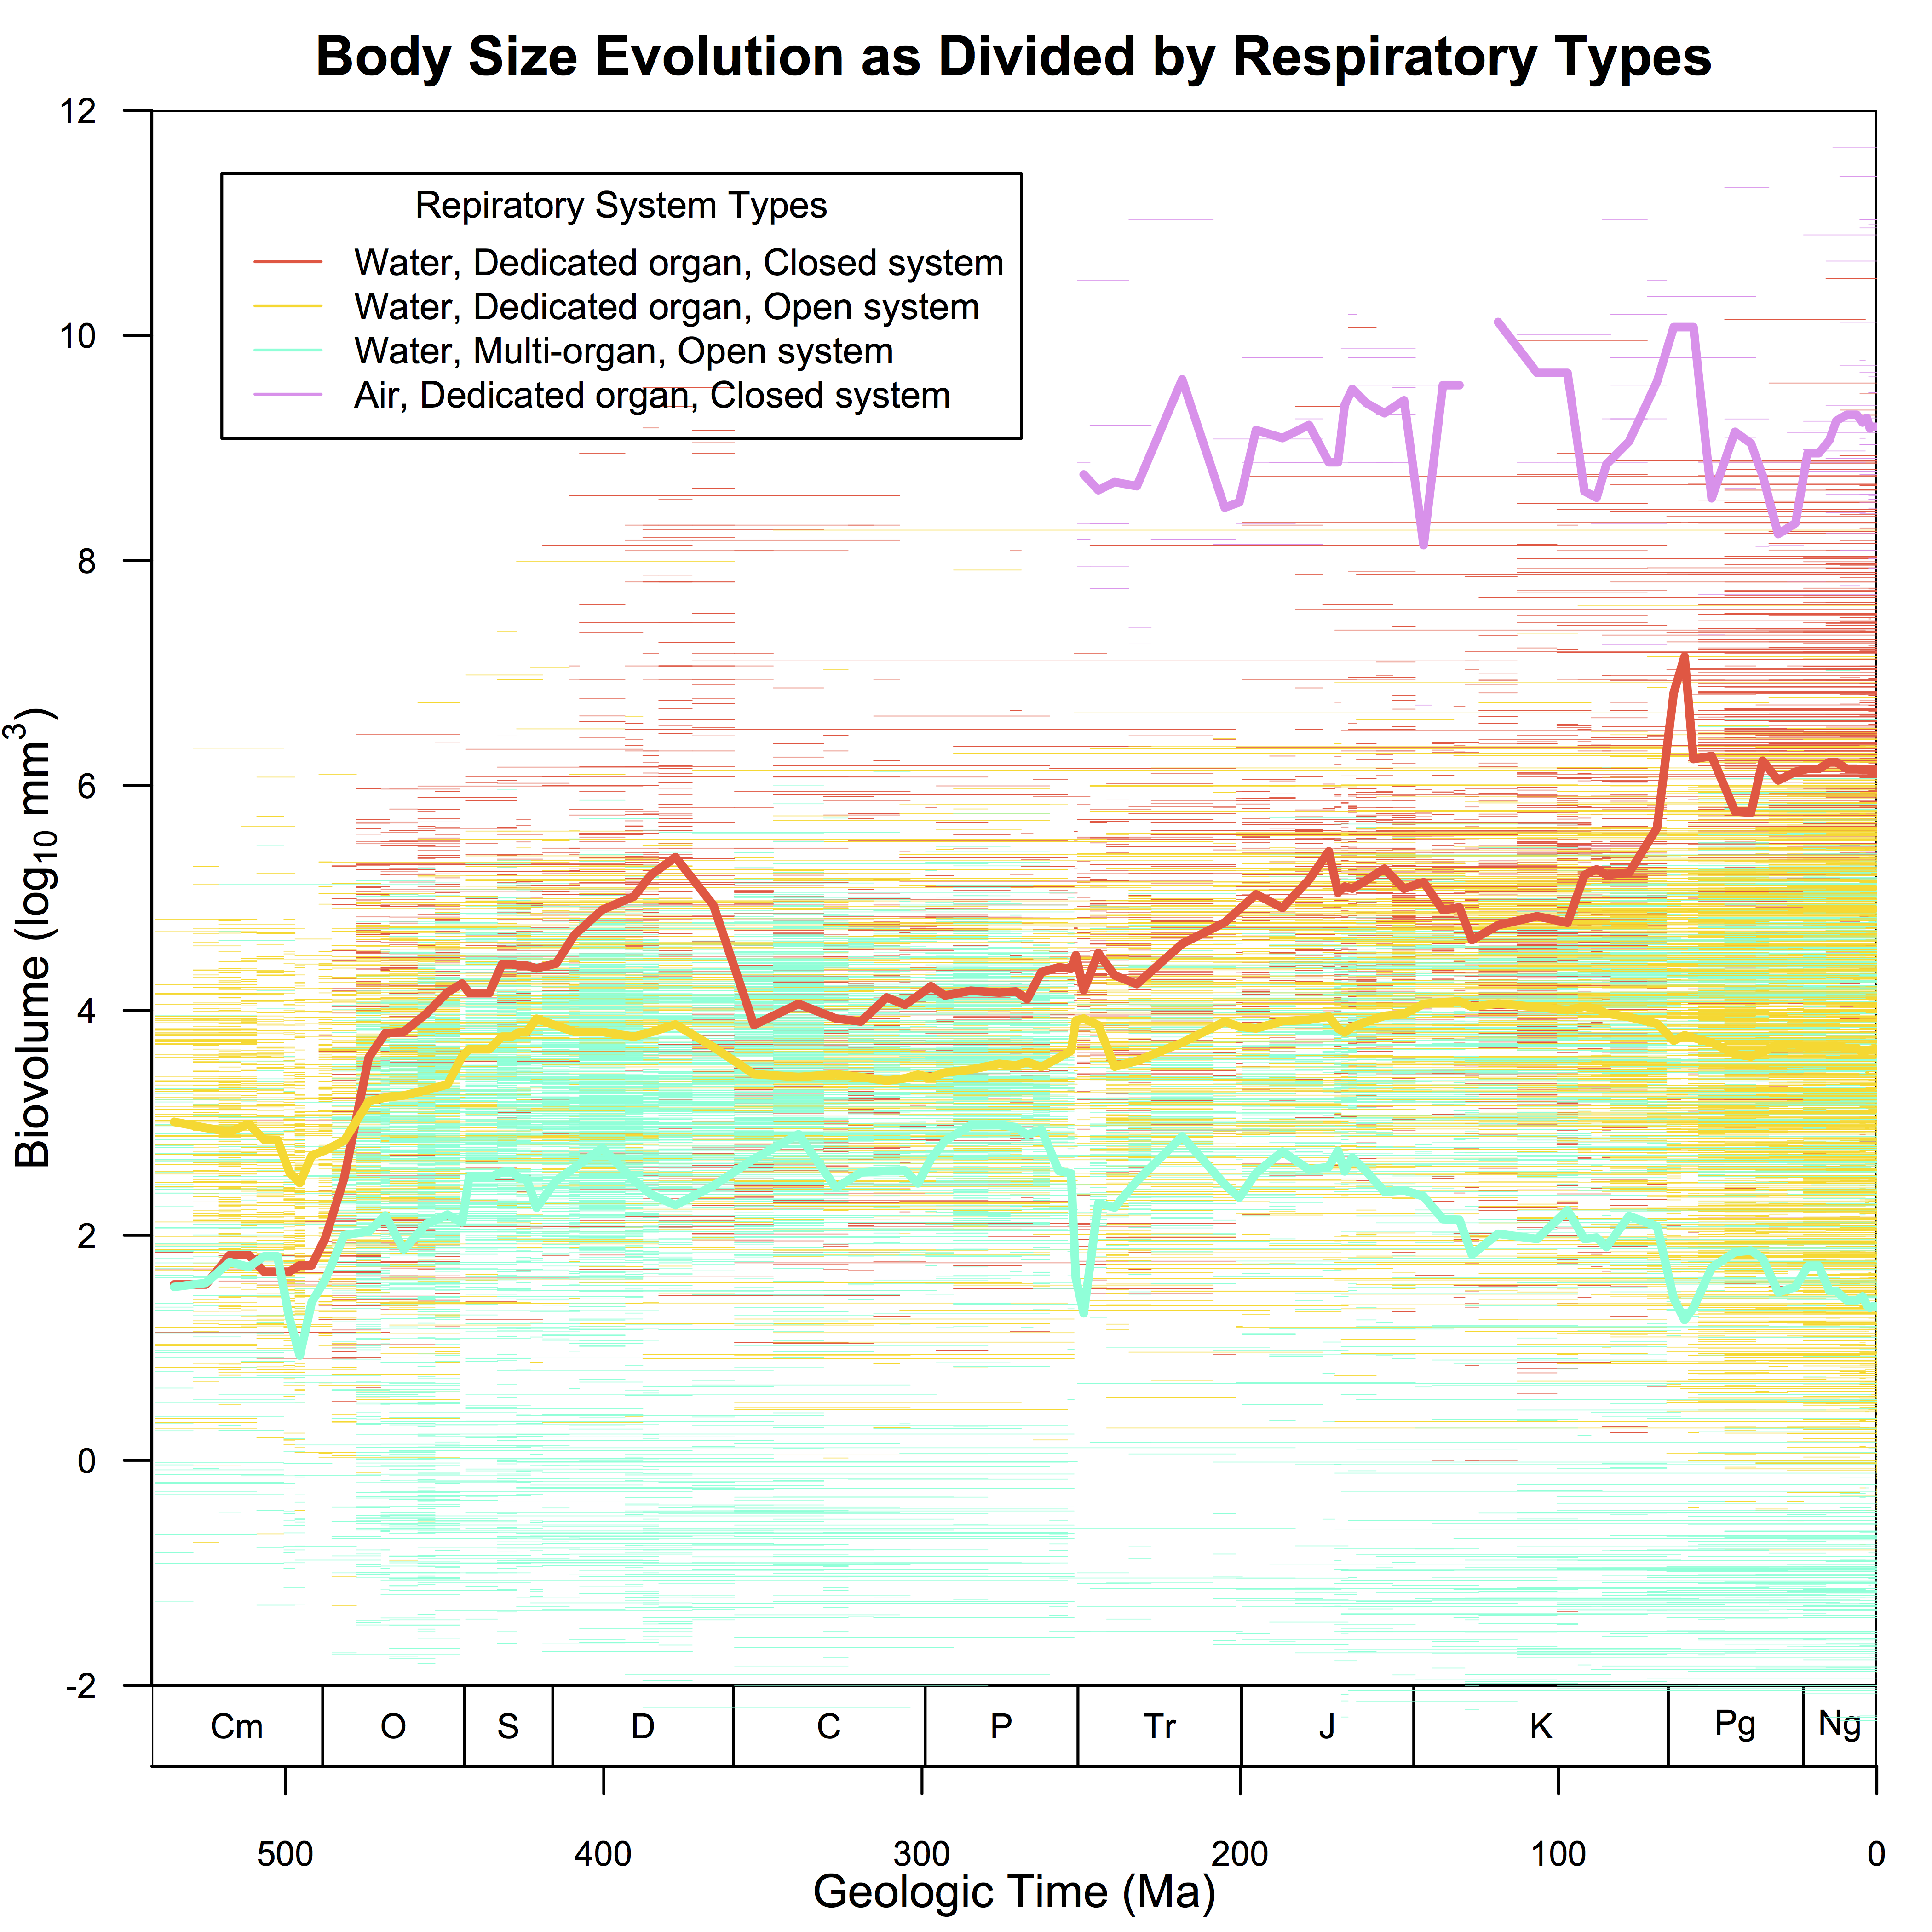 Body Size Evolution as Divided by Respiratory Types
12
10
8
6
4
2
0
-2
Biovolume (log10 mm3)
Repiratory System Types
Water, Dedicated organ, Closed system
Water, Dedicated organ, Open system
Water, Multi-organ, Open system
Air, Dedicated organ, Closed system
Cm O S D C P Tr J K Pg Ng
500 400 300 200 100 0
Geologic Time (Ma)